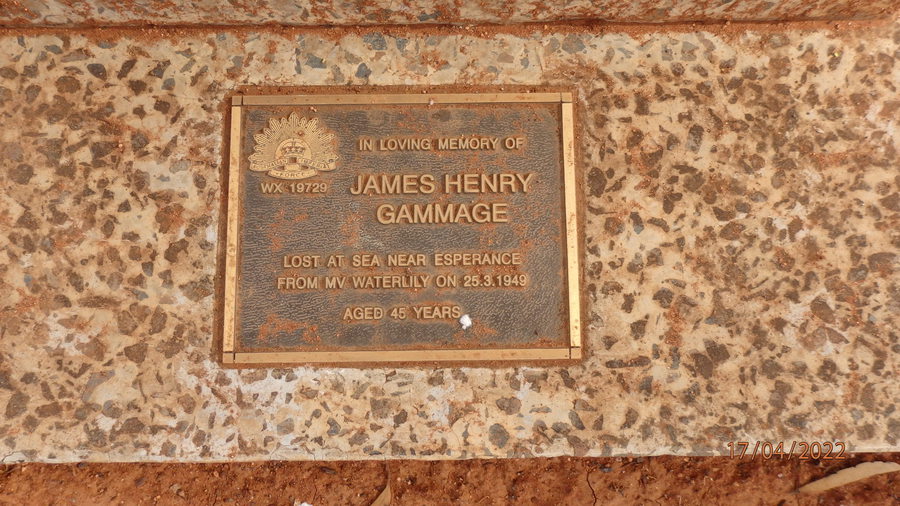 IN LOVING MEMORY OF
WX 19729
JAMES HENRY
GAMMAGE
LOST AT SEA NEAR ESPERANCE
FROM MV WATERLILY ON 25.3.1949
AGED 45 YEARS
17/04/2022